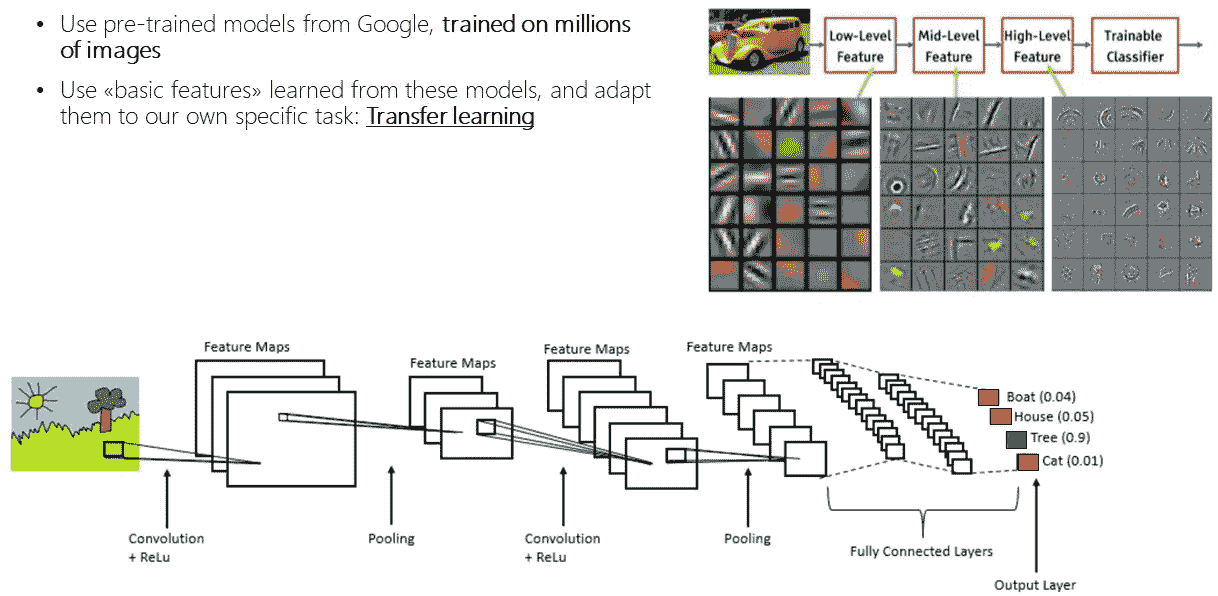 • Use pre-trained models from Google, trained on millions
of images
• Use «basic features» learned from these models, and adapt
them to our own specific task: Transfer learning
Low-Level
Feature
Mid-Level
Feature
High-Level
Feature
Trainable
Classifier
Feature Maps
Feature Maps
Feature Maps
Feature Maps
Boat (0.04)
House (0.05)
Tree (0.9)
Cat (0.01)
Convolution
+ ReLu
Pooling
Convolution
+ ReLu
Pooling
Fully Connected Layers
Output Layer